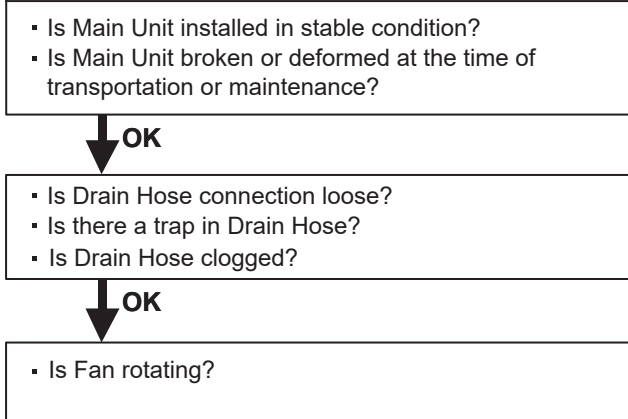 ▪ Is Main Unit installed in stable condition?
▪ Is Main Unit broken or deformed at the time of
transportation or maintenance?
OK
▪ Is Drain Hose connection loose?
▪ Is there a trap in Drain Hose?
▪ Is Drain Hose clogged?
OK
▪ Is Fan rotating?